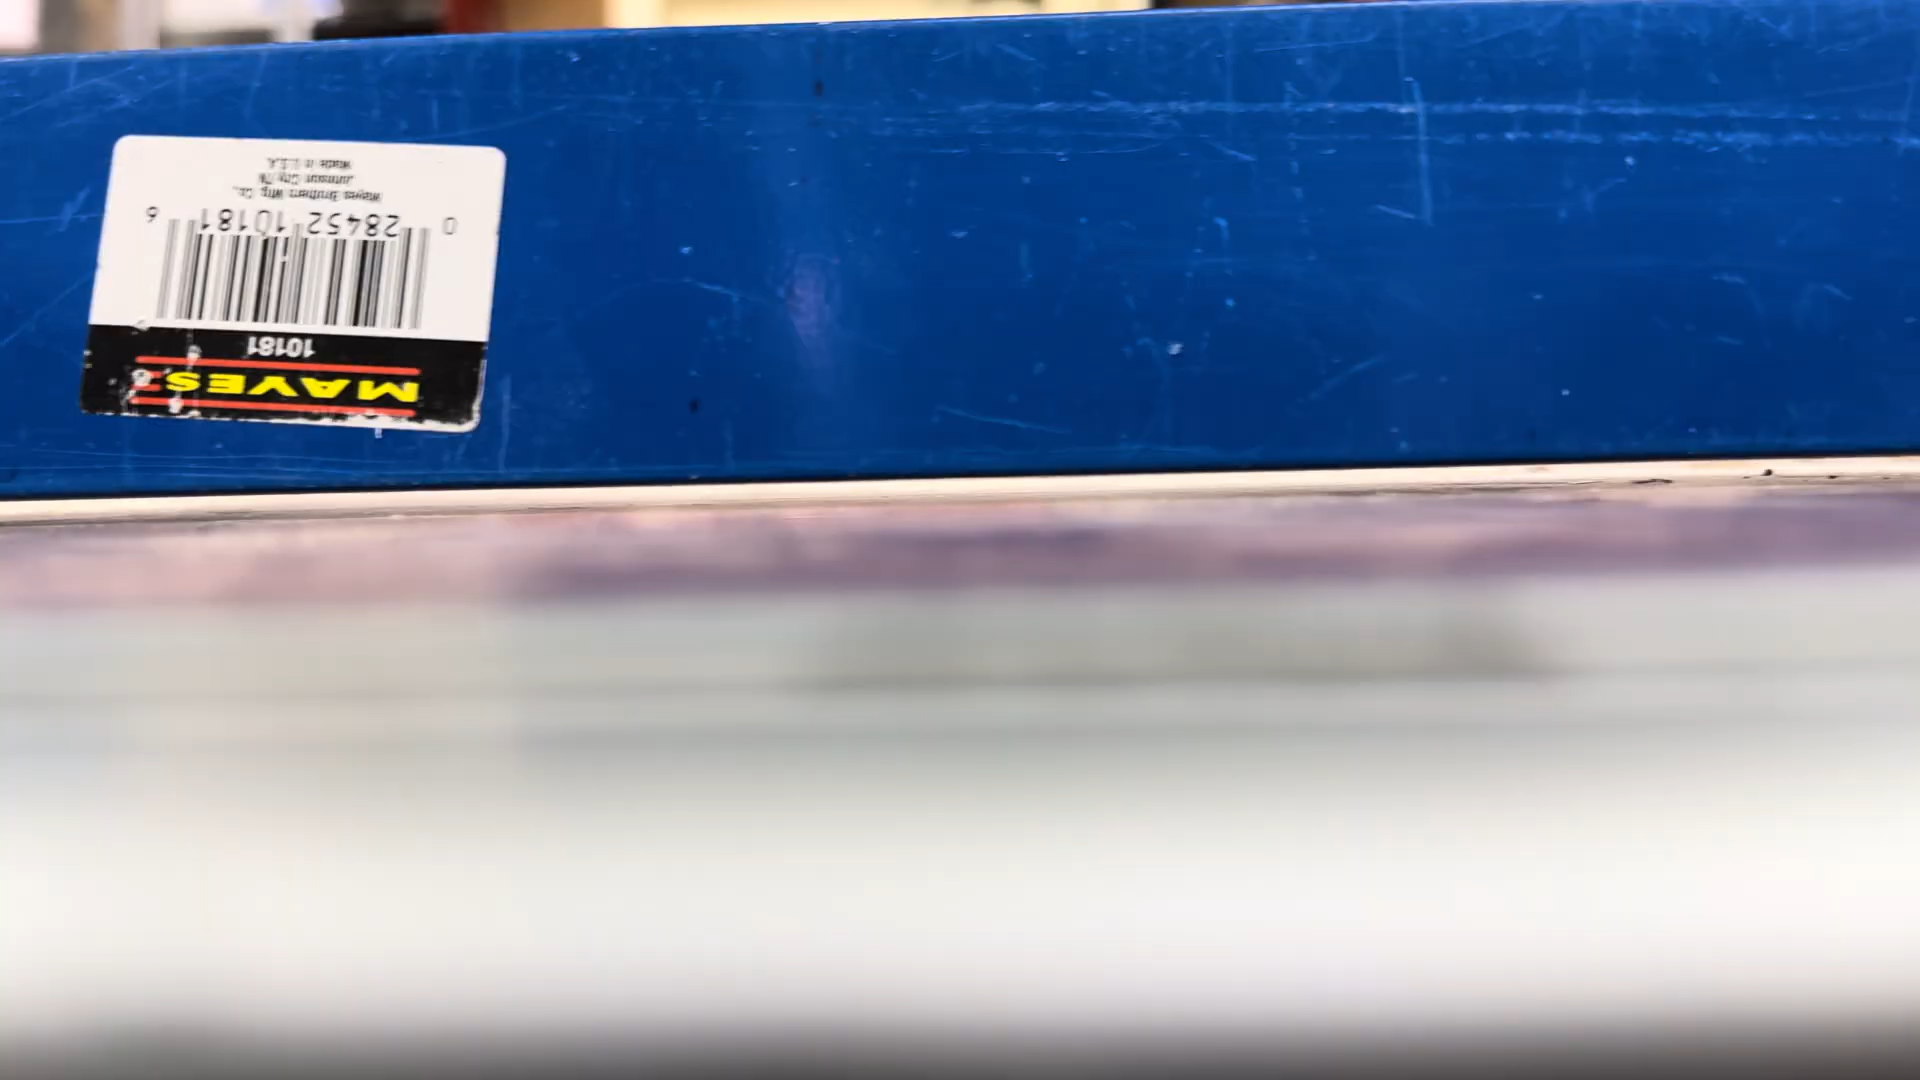 MAYES
10181
0 28452 10181 6
Mayes Brothers Mfg. Co.,
Johnson City, TN
Made in U.S.A.